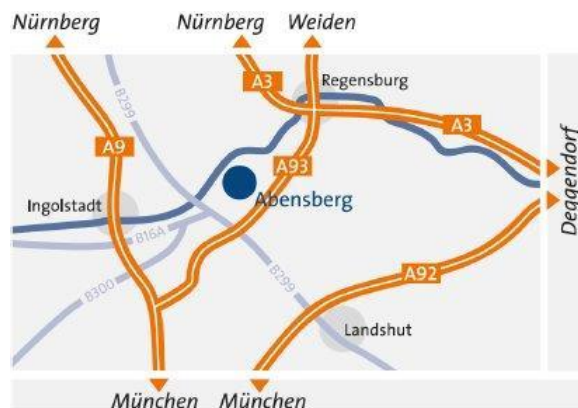 Nürnberg
Nürnberg
Weiden
A3
Regensburg
B299
A9
A3
A93
Deggendorf
Ingolstadt
Abensberg
B16A
B300
B299
A92
Landshut
München
München